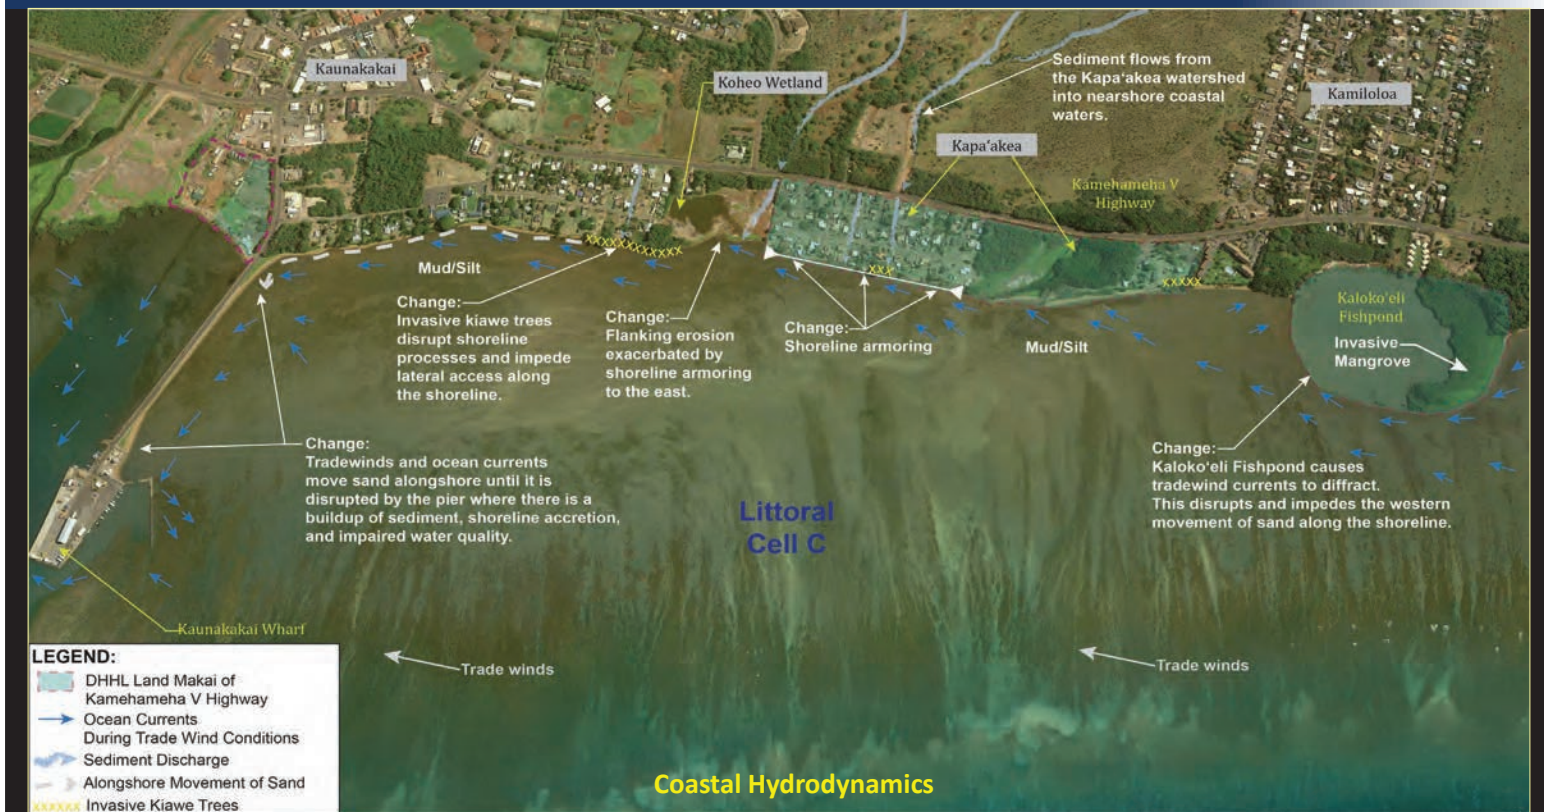 Kaunakakai
Koheo Wetland
Sediment flows from
the Kapa‘akea watershed
into nearshore coastal
waters.
Kamiloloa
Kapa‘akea
Kamehameha V
Highway
Mud/Silt
Change:
Invasive kiawe trees
disrupt shoreline
processes and impede
lateral access along
the shoreline.
Change:
Flanking erosion
exacerbated by
shoreline armoring
to the east.
Change:
Shoreline armoring
Mud/Silt
Kaloko‘eli
Fishpond
Invasive
Mangrove
Change:
Tradewinds and ocean currents
move sand alongshore until it is
disrupted by the pier where there is a
buildup of sediment, shoreline accretion,
and impaired water quality.
Change:
Kaloko‘eli Fishpond causes
tradewind currents to diffract.
This disrupts and impedes the western
movement of sand along the shoreline.
Littoral
Cell C
Kaunakakai Wharf
Trade winds
Trade winds
LEGEND:
DHHL Land Makai of
Kamehameha V Highway
Ocean Currents
During Trade Wind Conditions
Sediment Discharge
Alongshore Movement of Sand
Invasive Kiawe Trees
Coastal Hydrodynamics